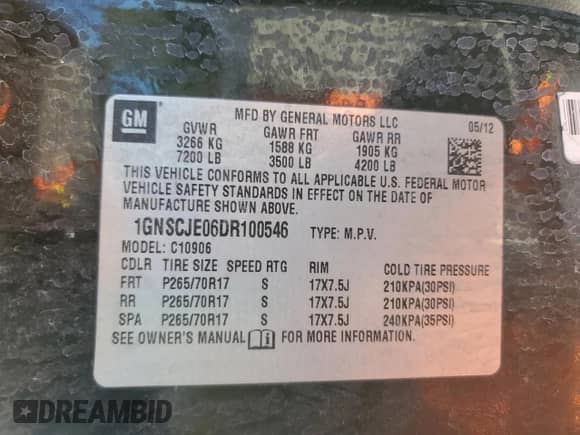 GM
MFD BY GENERAL MOTORS LLC
05/12
GVWR GAWR FRT GAWR RR
3266 KG 1588 KG 1905 KG
7200 LB 3500 LB 4200 LB
THIS VEHICLE CONFORMS TO ALL APPLICABLE U.S. FEDERAL MOTOR
VEHICLE SAFETY STANDARDS IN EFFECT ON THE DATE OF
MANUFACTURE SHOWN ABOVE.
1GNSCJE06DR100546 TYPE: M.P.V.
MODEL: C10906
CDLR TIRE SIZE SPEED RTG RIM COLD TIRE PRESSURE
FRT P265/70R17 S 17X7.5J 210KPA(30PSI)
RR P265/70R17 S 17X7.5J 210KPA(30PSI)
SPA P265/70R17 S 17X7.5J 240KPA(35PSI)
SEE OWNER'S MANUAL FOR MORE INFORMATION.
DREAMBID